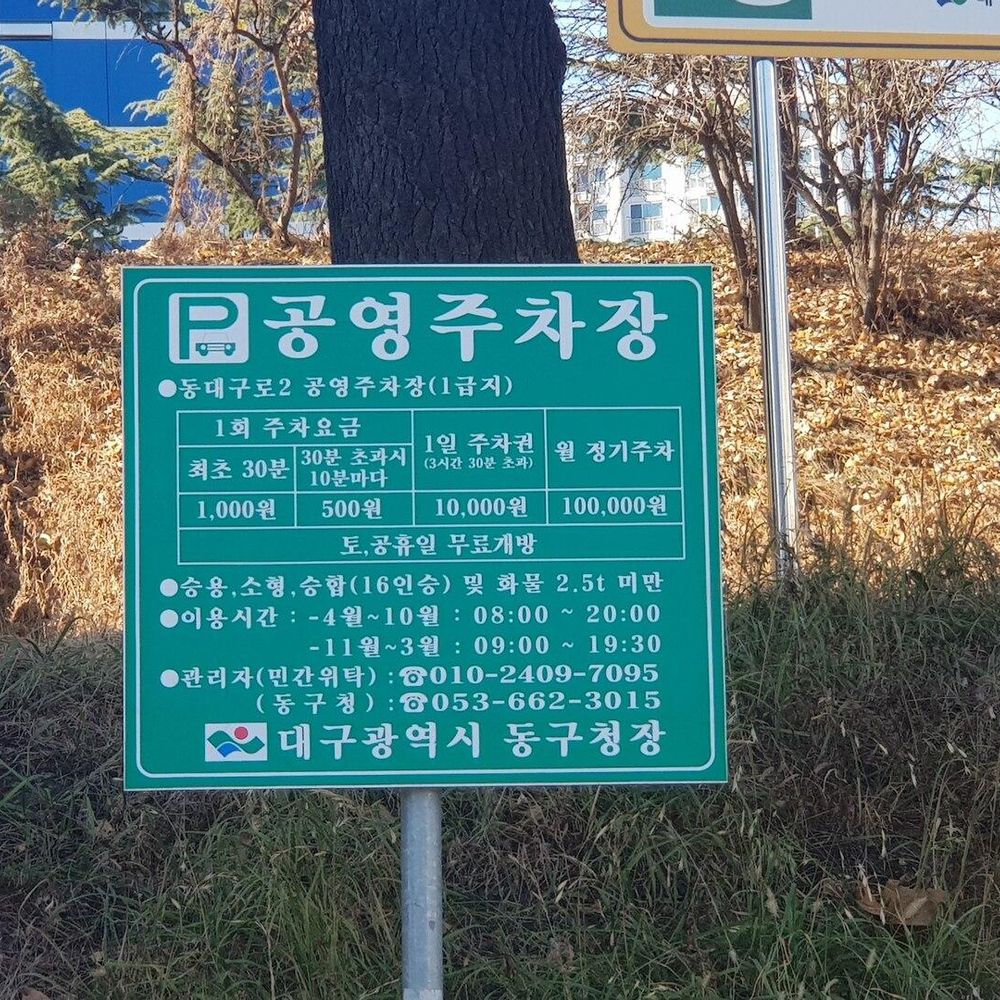 공영주차장
●동대구로2 공영주차장(1급지)
1회 주차요금
최초 30분
30분 초과시
10분마다
1일 주차권
(3시간 30분 초과)
월 정기주차
1,000원 500원 10,000원 100,000원
토,공휴일 무료개방
●승용,소형,승합(16인승) 및 화물 2.5t 미만
●이용시간 : -4월~10월 : 08:00 ~ 20:00
-11월~3월 : 09:00 ~ 19:30
●관리자(민간위탁) :☎010-2409-7095
(동구청) :☎053-662-3015
대구광역시 동구청장